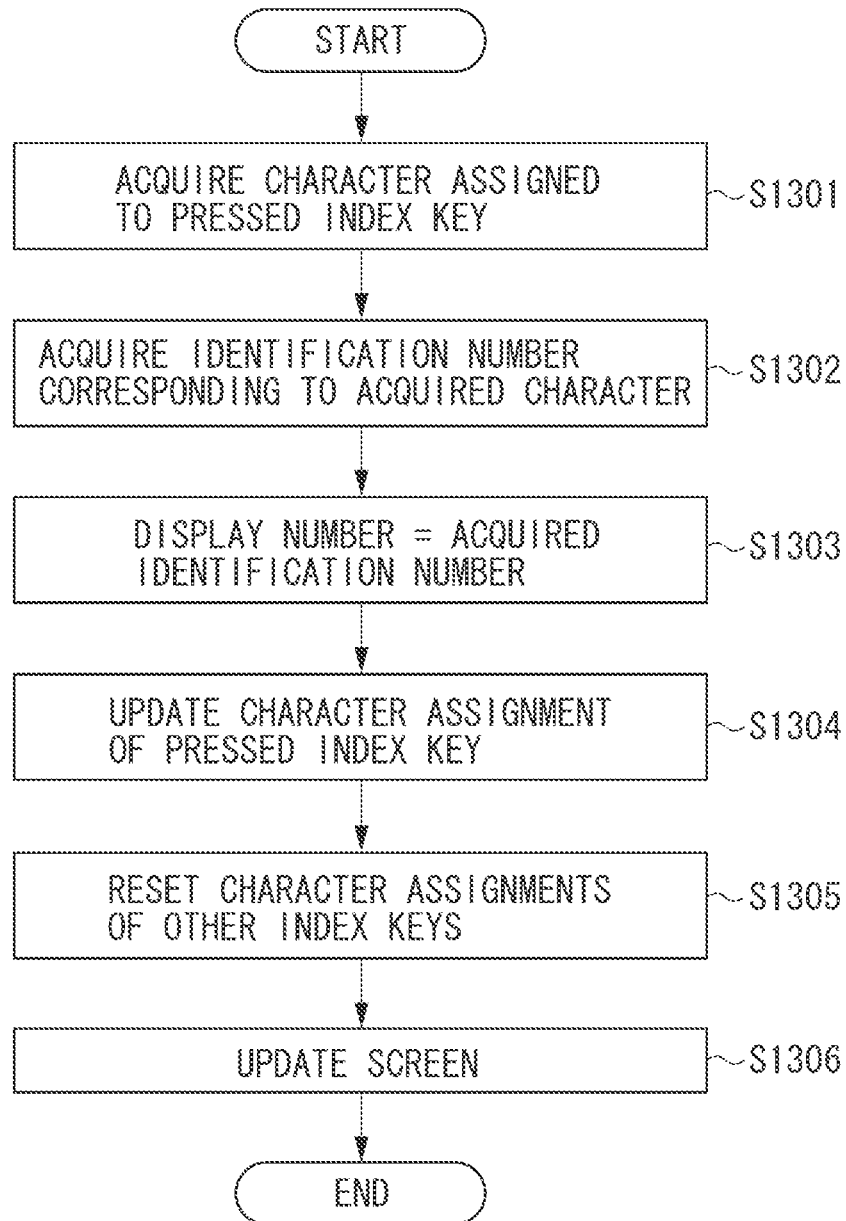 START
ACQUIRE CHARACTER ASSIGNED
TO PRESSED INDEX KEY
S1301
ACQUIRE IDENTIFICATION NUMBER
CORRESPONDING TO ACQUIRED CHARACTER
S1302
DISPLAY NUMBER = ACQUIRED
IDENTIFICATION NUMBER
S1303
UPDATE CHARACTER ASSIGNMENT
OF PRESSED INDEX KEY
S1304
RESET CHARACTER ASSIGNMENTS
OF OTHER INDEX KEYS
S1305
UPDATE SCREEN
S1306
END